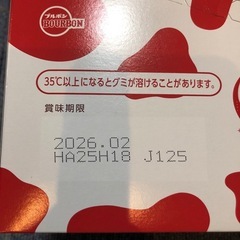 ブルボン
BOURBON
35℃以上になるとグミが溶けることがあります。
賞味期限
2026.02
HA25H18 J125